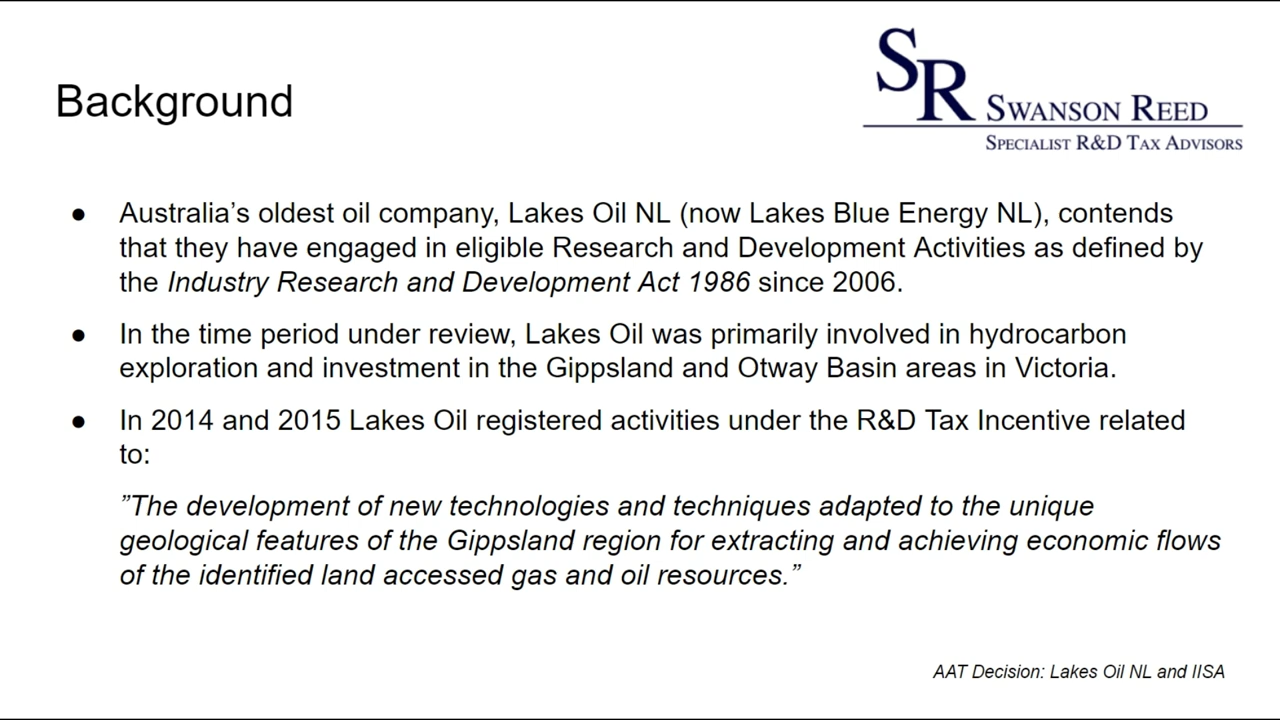 SR SWANSON REED
SPECIALIST R&D TAX ADVISORS
Background
● Australia’s oldest oil company, Lakes Oil NL (now Lakes Blue Energy NL), contends
that they have engaged in eligible Research and Development Activities as defined by
the Industry Research and Development Act 1986 since 2006.
● In the time period under review, Lakes Oil was primarily involved in hydrocarbon
exploration and investment in the Gippsland and Otway Basin areas in Victoria.
● In 2014 and 2015 Lakes Oil registered activities under the R&D Tax Incentive related
to:
”The development of new technologies and techniques adapted to the unique
geological features of the Gippsland region for extracting and achieving economic flows
of the identified land accessed gas and oil resources.”
AAT Decision: Lakes Oil NL and IISA